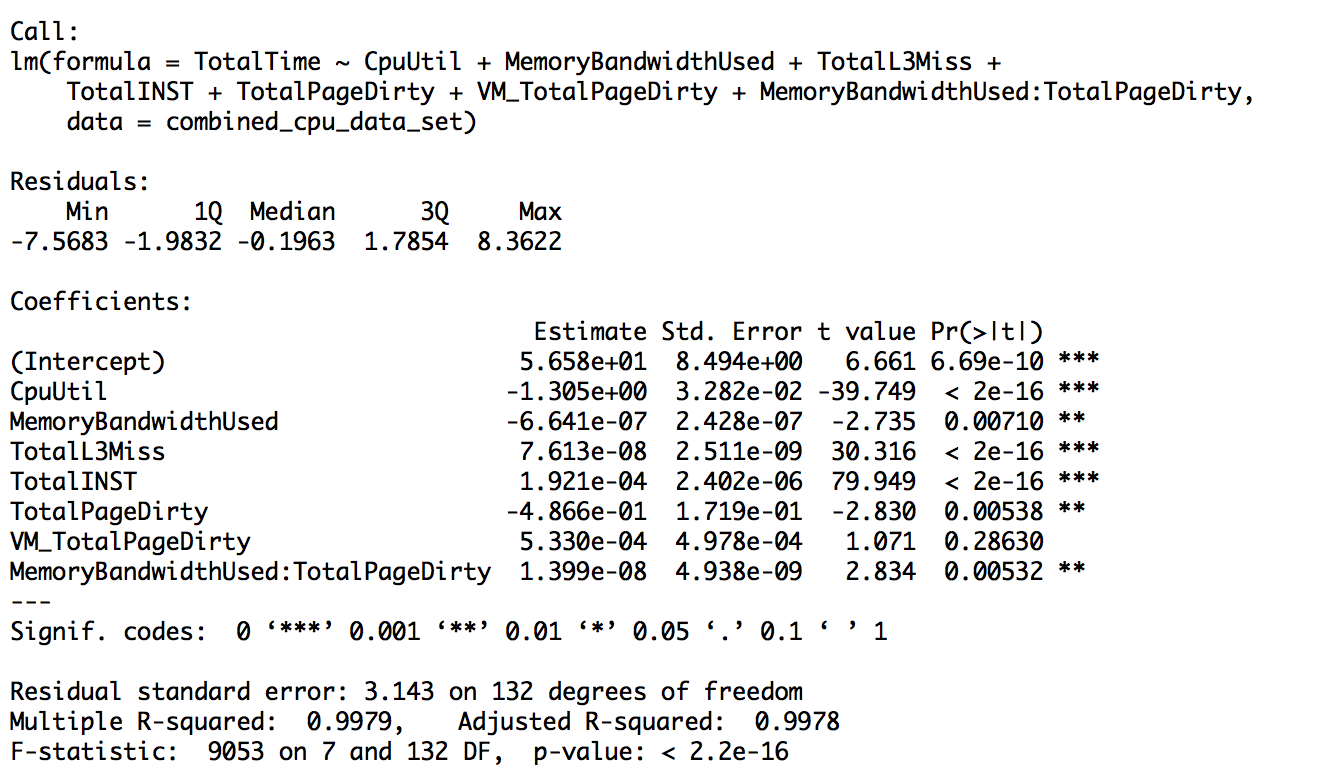 Call:
lm(formula = TotalTime ~ CpuUtil + MemoryBandwidthUsed + TotalL3Miss +
    TotalINST + TotalPageDirty + VM_TotalPageDirty + MemoryBandwidthUsed:TotalPageDirty,
    data = combined_cpu_data_set)

Residuals:
    Min      1Q  Median      3Q     Max
-7.5683 -1.9832 -0.1963  1.7854  8.3622

Coefficients:
                                     Estimate Std. Error t value Pr(>|t|)
(Intercept)                         5.658e+01  8.494e+00   6.661 6.69e-10 ***
CpuUtil                            -1.305e+00  3.282e-02 -39.749  < 2e-16 ***
MemoryBandwidthUsed                -6.641e-07  2.428e-07  -2.735  0.00710 **
TotalL3Miss                         7.613e-08  2.511e-09  30.316  < 2e-16 ***
TotalINST                           1.921e-04  2.402e-06  79.949  < 2e-16 ***
TotalPageDirty                     -4.866e-01  1.719e-01  -2.830  0.00538 **
VM_TotalPageDirty                   5.330e-04  4.978e-04   1.071  0.28630
MemoryBandwidthUsed:TotalPageDirty  1.399e-08  4.938e-09   2.834  0.00532 **
---
Signif. codes:  0 ‘***’ 0.001 ‘**’ 0.01 ‘*’ 0.05 ‘.’ 0.1 ‘ ’ 1

Residual standard error: 3.143 on 132 degrees of freedom
Multiple R-squared:  0.9979,    Adjusted R-squared:  0.9978
F-statistic:  9053 on 7 and 132 DF,  p-value: < 2.2e-16